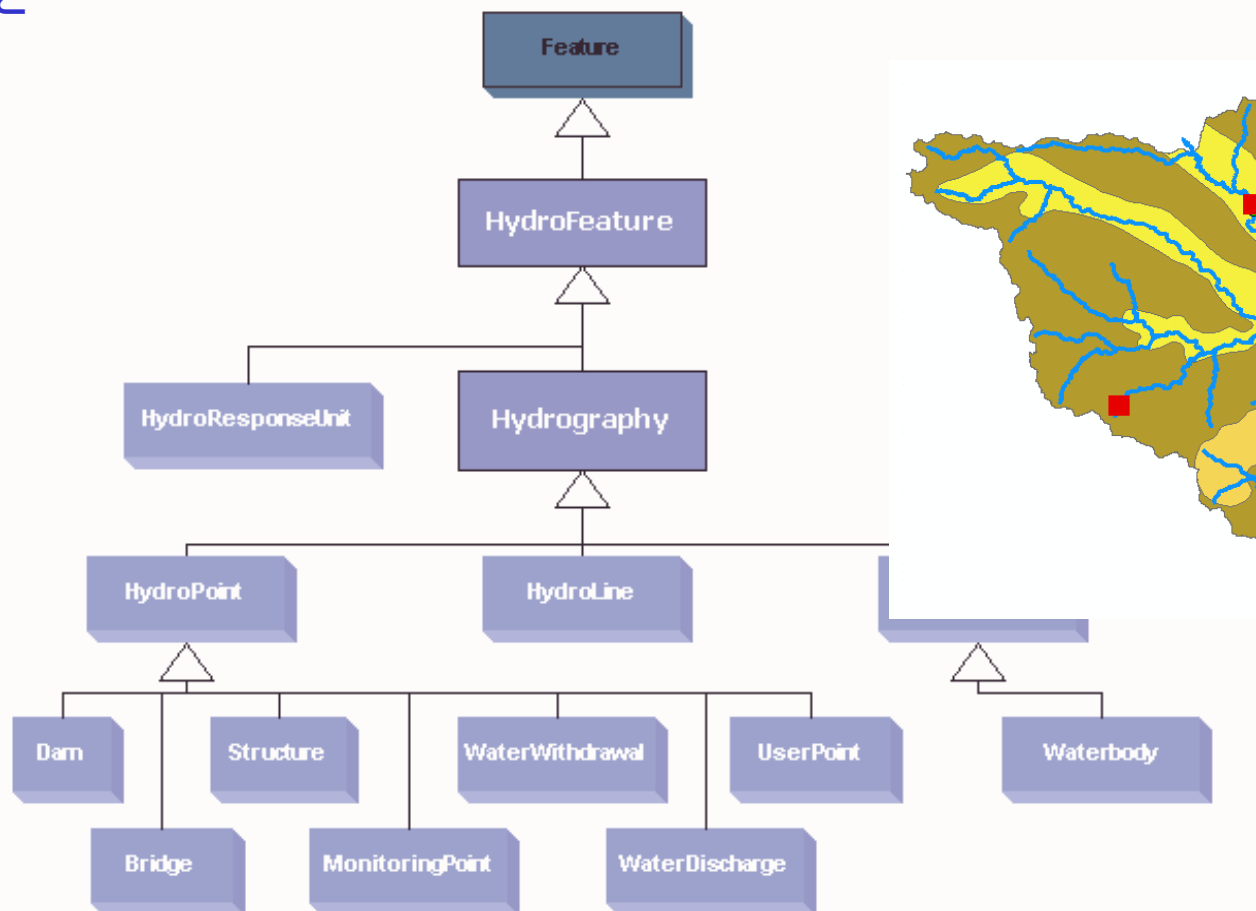 Feature
HydroFeature
HydroResponseUnit
Hydrography
HydroPoint
HydroLine
Dam
Structure
WaterWithdrawal
UserPoint
Waterbody
Bridge
MonitoringPoint
WaterDischarge